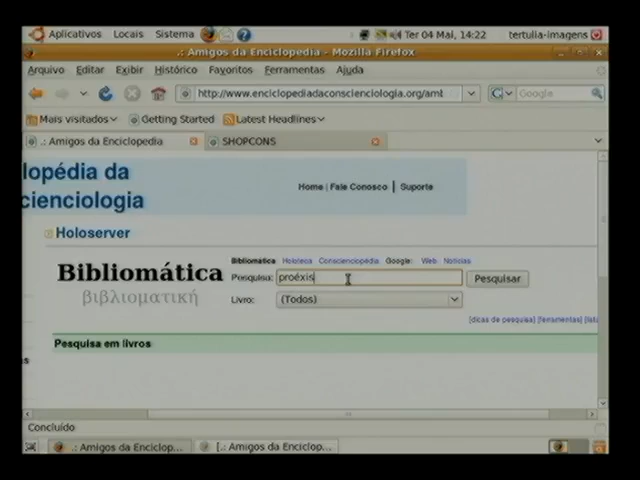 Aplicativos Locais Sistema Ter 04 Mai, 14:22 tertulia-imagens
.: Amigos da Enciclopedia - Mozilla Firefox
Arquivo Editar Exibir Histórico Favoritos Ferramentas Ajuda
http://www.enciclopediadaconscienciologia.org/amb Google
Mais visitados Getting Started Latest Headlines
.: Amigos da Enciclopedia SHOPCONS
lopédia da
cienciologia
Home | Fale Conosco | Suporte
Holoserver
Bibliomática Holoteca Conscienciopédia Google: Web Notícias
Bibliomática
βιβλιοματική
Pesquisa: proéxis Pesquisar
Livro: (Todos)
[dicas de pesquisa] [ferramentas]
Pesquisa em livros
Concluído
.: Amigos da Enciclop... [.: Amigos da Enciclop...